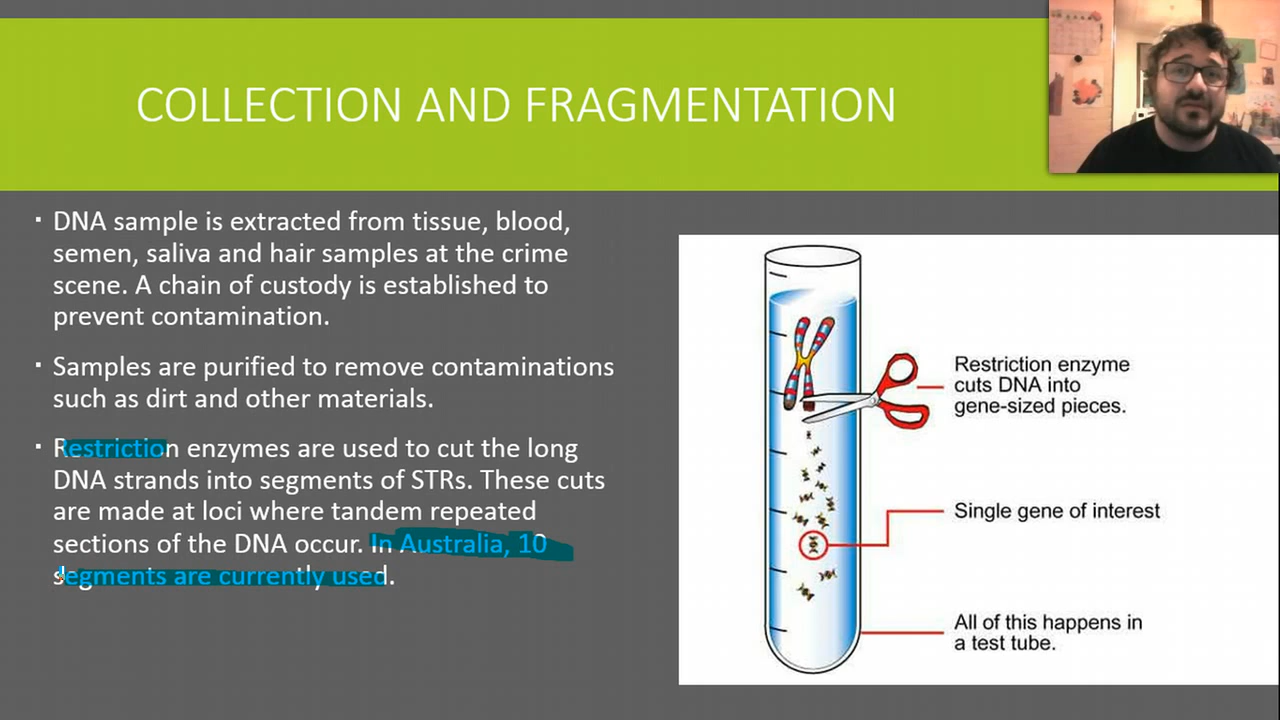 COLLECTION AND FRAGMENTATION
▪ DNA sample is extracted from tissue, blood,
semen, saliva and hair samples at the crime
scene. A chain of custody is established to
prevent contamination.
▪ Samples are purified to remove contaminations
such as dirt and other materials.
▪ Restriction enzymes are used to cut the long
DNA strands into segments of STRs. These cuts
are made at loci where tandem repeated
sections of the DNA occur. In Australia, 10
segments are currently used.
Restriction enzyme
cuts DNA into
gene-sized pieces.
Single gene of interest
All of this happens in
a test tube.